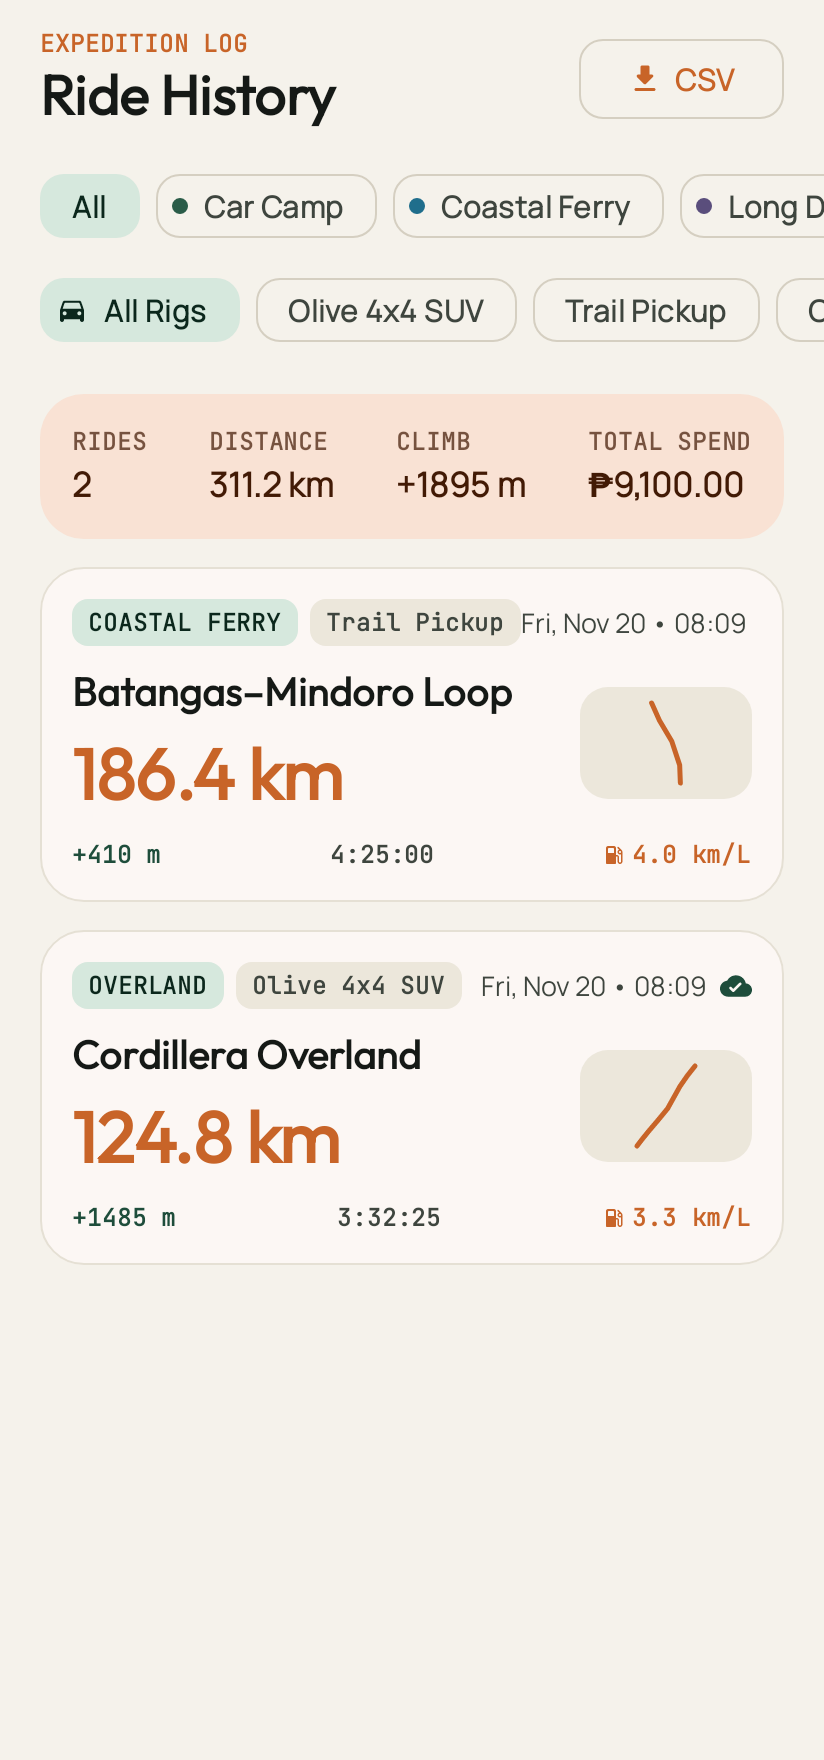 EXPEDITION LOG
Ride History
CSV
All
Car Camp
Coastal Ferry
Long D
All Rigs
Olive 4x4 SUV
Trail Pickup
RIDES
2
DISTANCE
311.2 km
CLIMB
+1895 m
TOTAL SPEND
₱9,100.00
COASTAL FERRY Trail Pickup Fri, Nov 20 • 08:09
Batangas–Mindoro Loop
186.4 km
+410 m 4:25:00 4.0 km/L
OVERLAND Olive 4x4 SUV Fri, Nov 20 • 08:09
Cordillera Overland
124.8 km
+1485 m 3:32:25 3.3 km/L